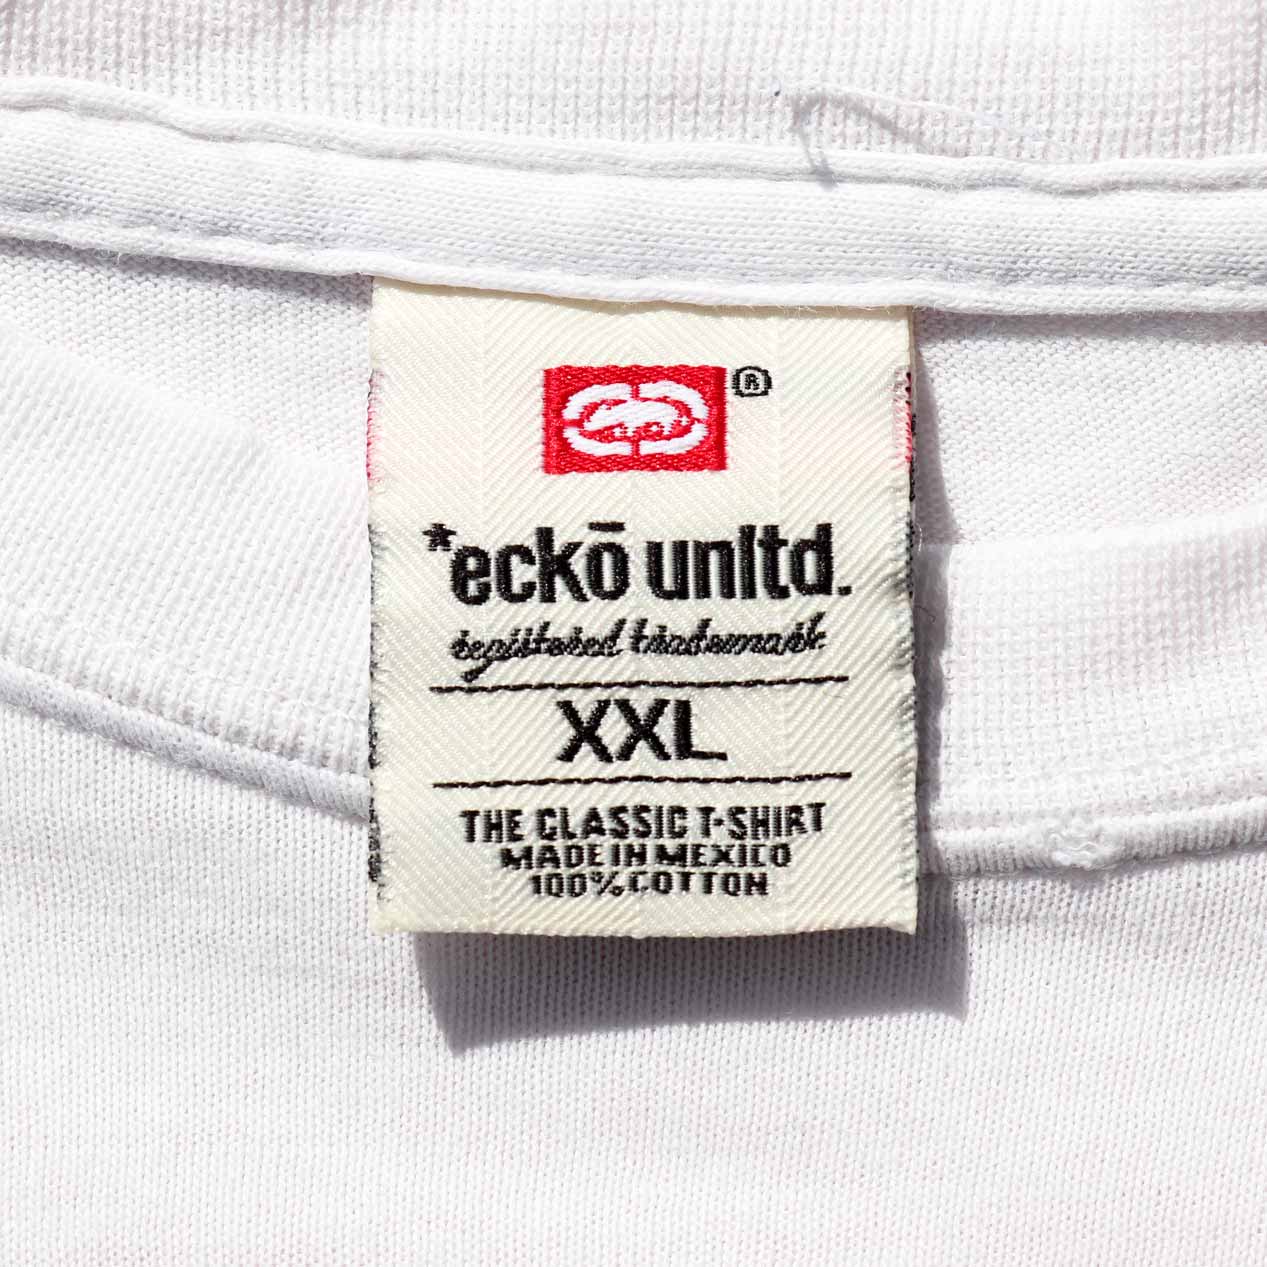 ®
*eckō unltd.
registered trademark
XXL
THE CLASSIC T-SHIRT
MADE IN MEXICO
100% COTTON